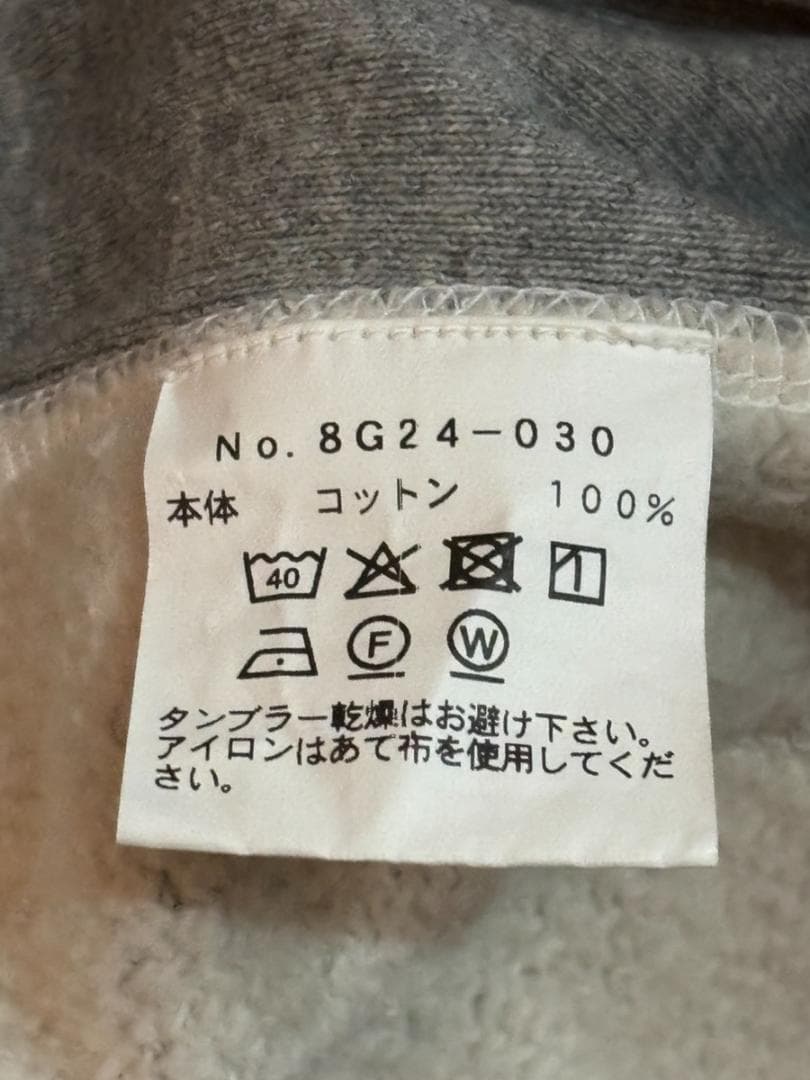 No. 8G24-030
本体 コットン 100%
40
F W
タンブラー乾燥はお避け下さい。
アイロンはあて布を使用してくだ
さい。